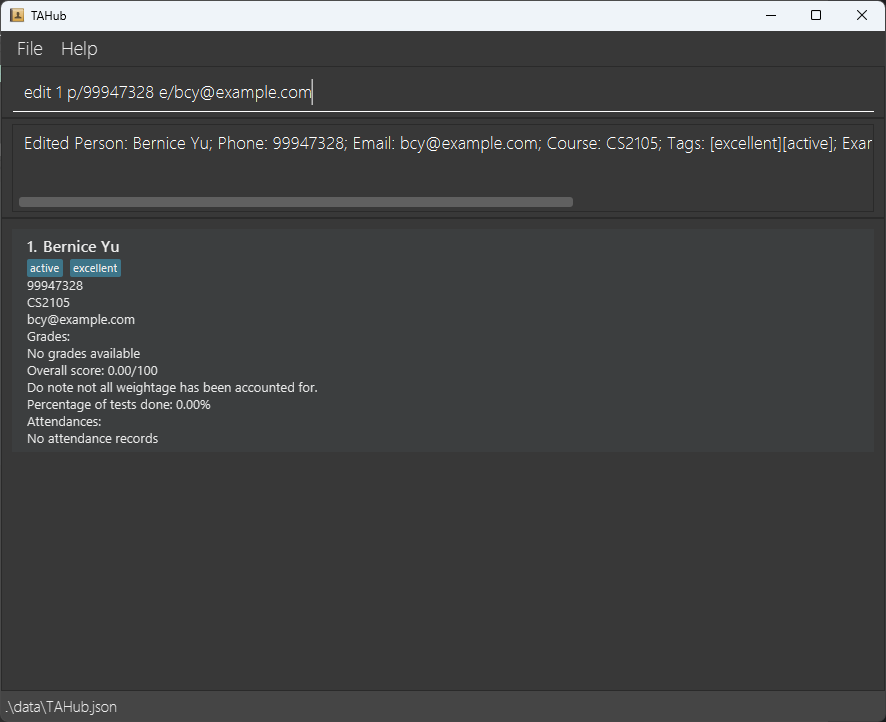 TAHub
File Help
edit 1 p/99947328 e/bcy@example.com
Edited Person: Bernice Yu; Phone: 99947328; Email: bcy@example.com; Course: CS2105; Tags: [excellent][active]; Exar
1. Bernice Yu
active excellent
99947328
CS2105
bcy@example.com
Grades:
No grades available
Overall score: 0.00/100
Do note not all weightage has been accounted for.
Percentage of tests done: 0.00%
Attendances:
No attendance records
.\data\TAHub.json